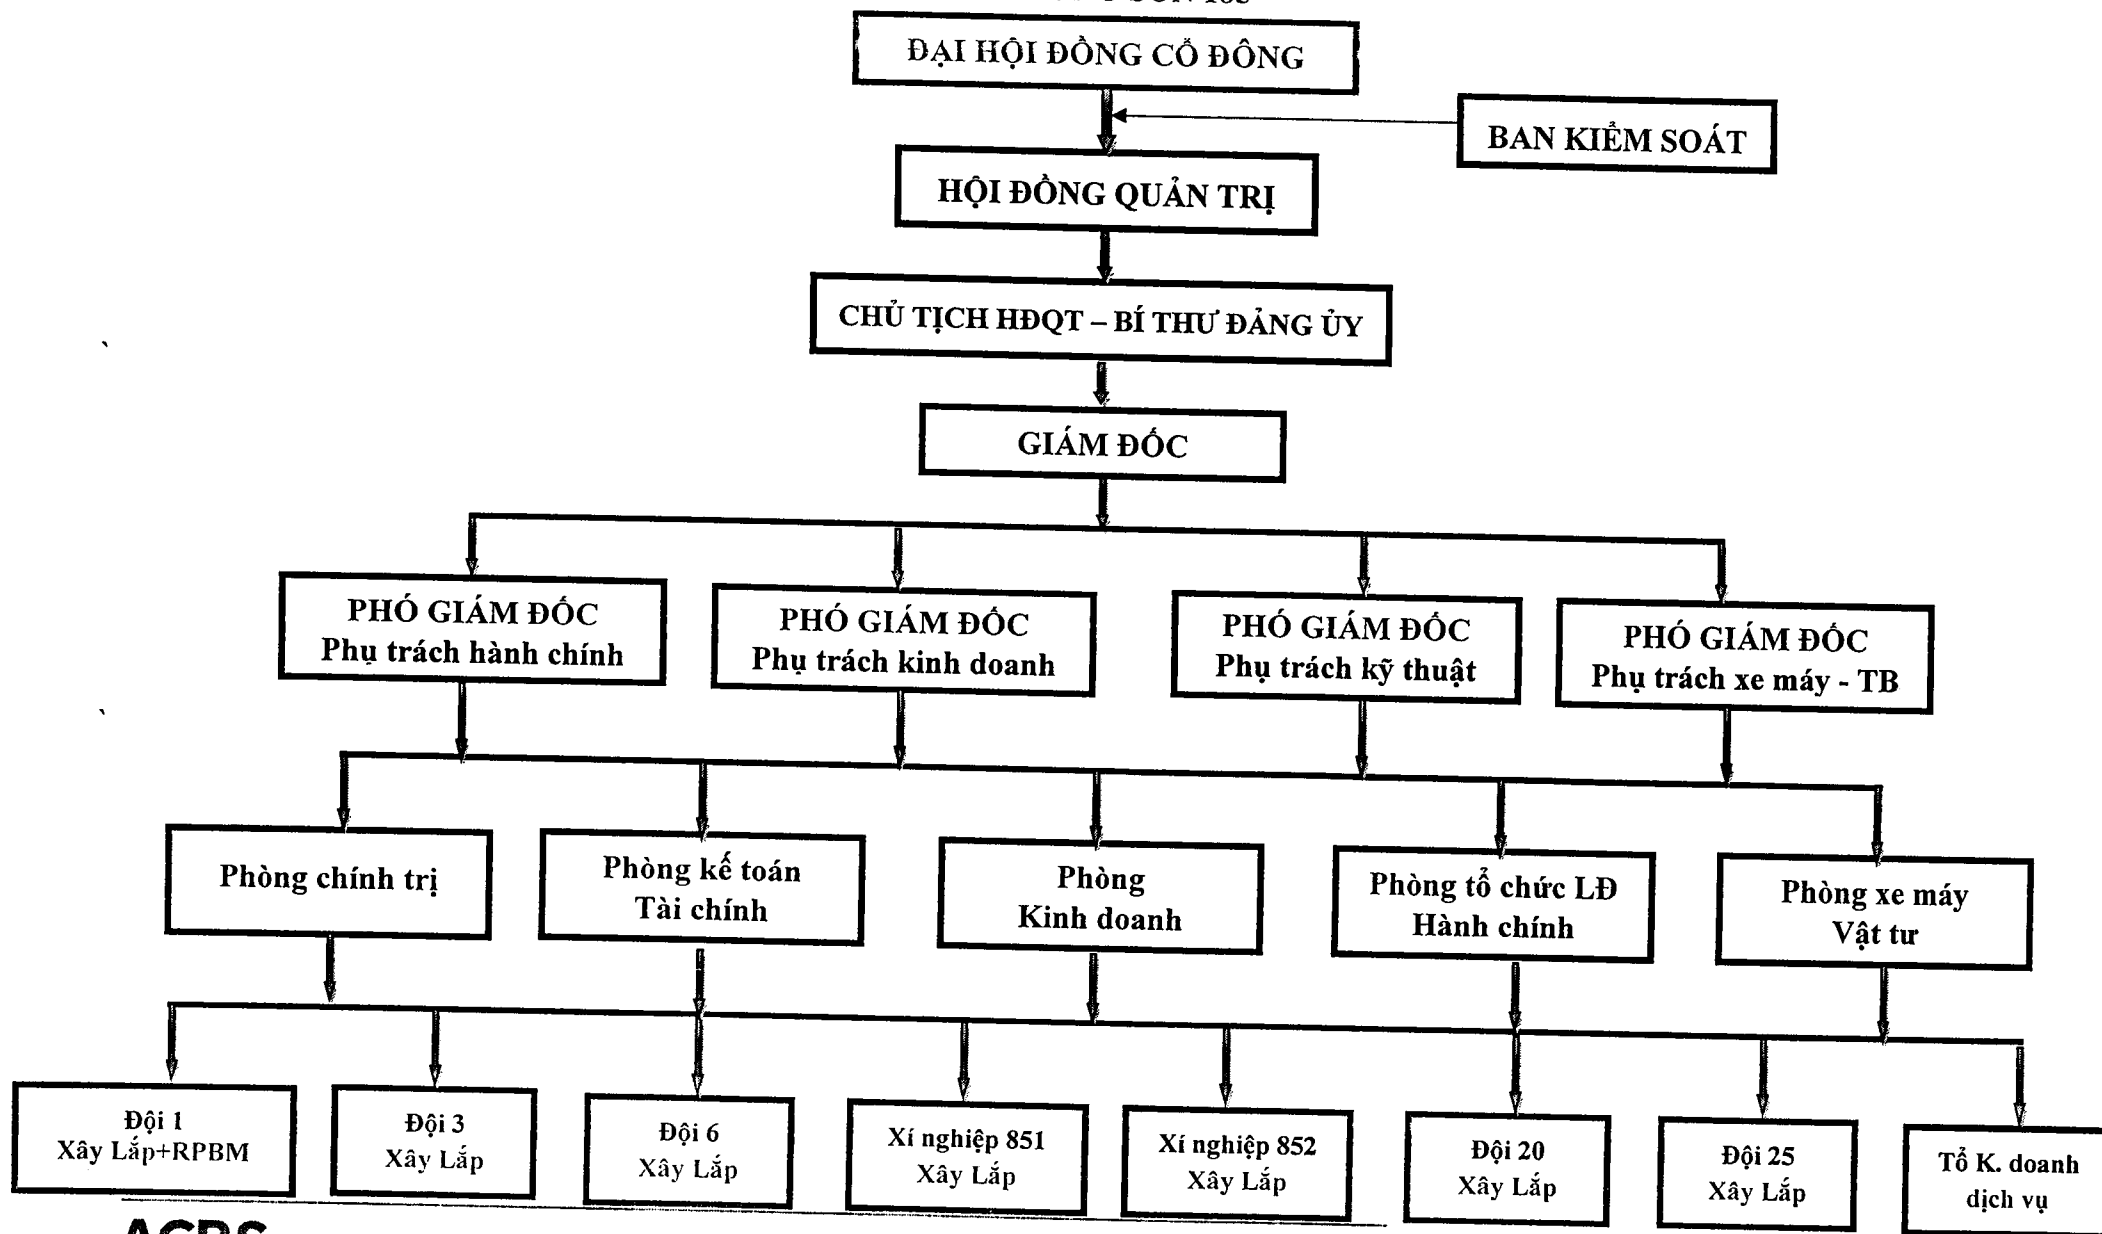 ĐẠI HỘI ĐỒNG CỔ ĐÔNG
BAN KIỂM SOÁT
HỘI ĐỒNG QUẢN TRỊ
CHỦ TỊCH HĐQT – BÍ THƯ ĐẢNG ỦY
GIÁM ĐỐC
PHÓ GIÁM ĐỐC
Phụ trách hành chính
PHÓ GIÁM ĐỐC
Phụ trách kinh doanh
PHÓ GIÁM ĐỐC
Phụ trách kỹ thuật
PHÓ GIÁM ĐỐC
Phụ trách xe máy - TB
Phòng chính trị
Phòng kế toán
Tài chính
Phòng
Kinh doanh
Phòng tổ chức LĐ
Hành chính
Phòng xe máy
Vật tư
Đội 1
Xây Lắp+RPBM
Đội 3
Xây Lắp
Đội 6
Xây Lắp
Xí nghiệp 851
Xây Lắp
Xí nghiệp 852
Xây Lắp
Đội 20
Xây Lắp
Đội 25
Xây Lắp
Tổ K. doanh
dịch vụ